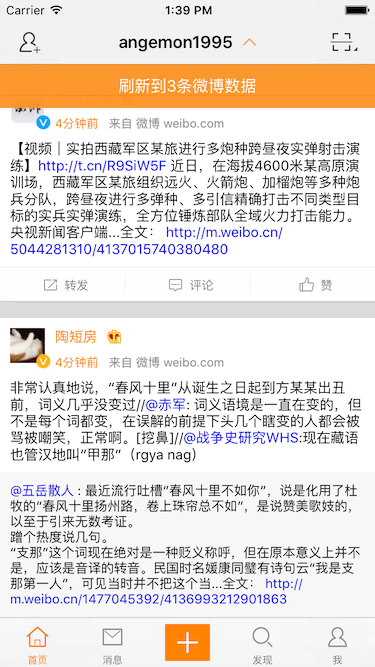 Carrier
1:39 PM
angemon1995
刷新到3条微博数据
4分钟前 来自 微博 weibo.com
【视频｜实拍西藏军区某旅进行多炮种跨昼夜实弹射击演
练】http://t.cn/R9SiW5F 近日，在海拔4600米某高原演
训场，西藏军区某旅组织远火、火箭炮、加榴炮等多种炮
兵分队，跨昼夜进行多弹种、多引信精确打击不同类型目
标的实兵实弹演练，全方位锤炼部队全域火力打击能力。
央视新闻客户端...全文： http://m.weibo.cn/
5044281310/4137015740380480
转发
评论
赞
陶短房
4分钟前 来自 微博 weibo.com
非常认真地说，“春风十里”从诞生之日起到方某某出丑
前，词义几乎没变过//@赤军: 词义语境是一直在变的，但
不是每个词都变，在误解的前提下头几个瞎变的人都会被
骂被嘲笑，正常啊。[挖鼻]//@战争史研究WHS:现在藏语
也管汉地叫“甲那”（rgya nag）
@五岳散人 : 最近流行吐槽“春风十里不如你”，说是化用了杜
牧的“春风十里扬州路，卷上珠帘总不如”，是说赞美歌妓的，
以至于引来无数考证。
蹭个热度说几句。
“支那”这个词现在绝对是一种贬义称呼，但在原本意义上并不
是，应该是音译的转音。民国时名媛康同璧有诗句云“我是支
那第一人”，可见当时并不把这个当...全文： http://
m.weibo.cn/1477045392/4136993212901863
首页
消息
发现
我